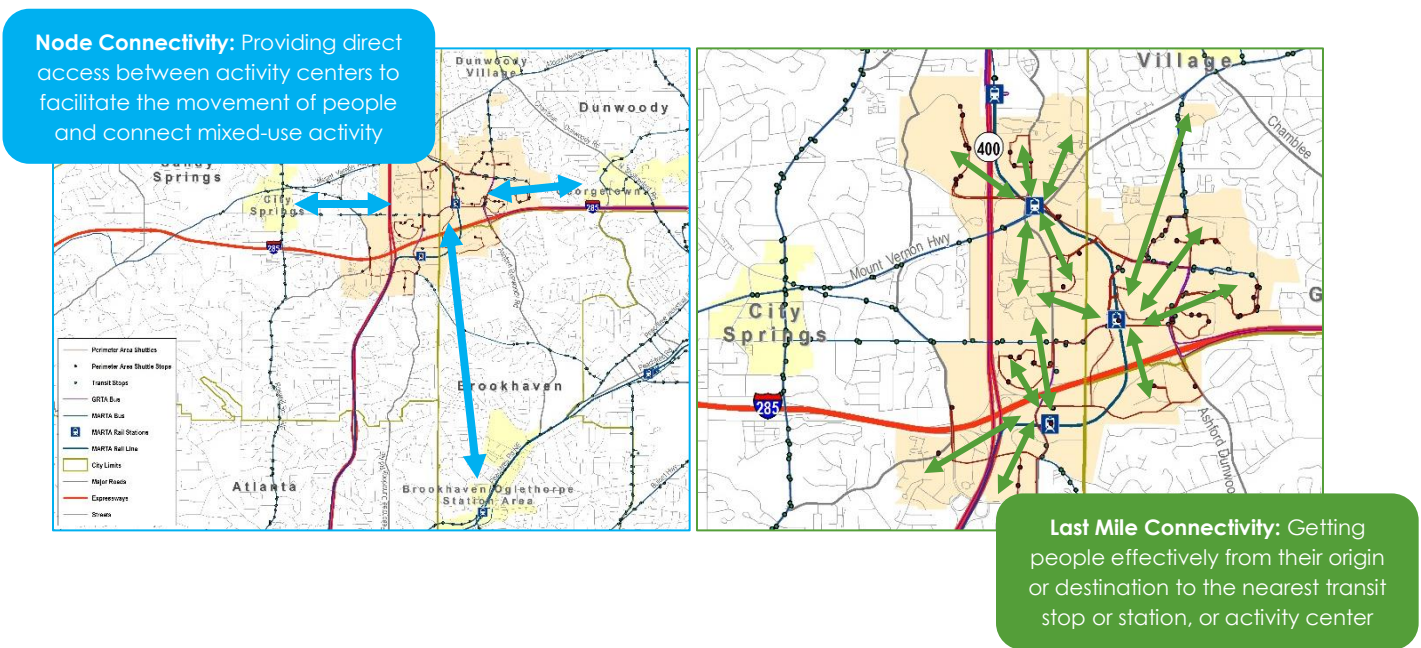 Node Connectivity: Providing direct
access between activity centers to
facilitate the movement of people
and connect mixed-use activity
Dunwoody
Village
Dunwoody
Sandy
Springs
Mount Vernon
City
Springs
Georgetown
285
285
Brookhaven
Atlanta
Brookhaven Oglethorpe
Station Area
Perimeter Area Shuttles
Perimeter Area Shuttle Stops
Transit Stops
GRTA Bus
MARTA Bus
MARTA Rail Stations
MARTA Rail Line
City Limits
Major Roads
Expressways
Streets
Village
Chamblee
400
Mount Vernon Hwy
City
Springs
G
285
Ashford Dunwoo
Last Mile Connectivity: Getting
people effectively from their origin
or destination to the nearest transit
stop or station, or activity center